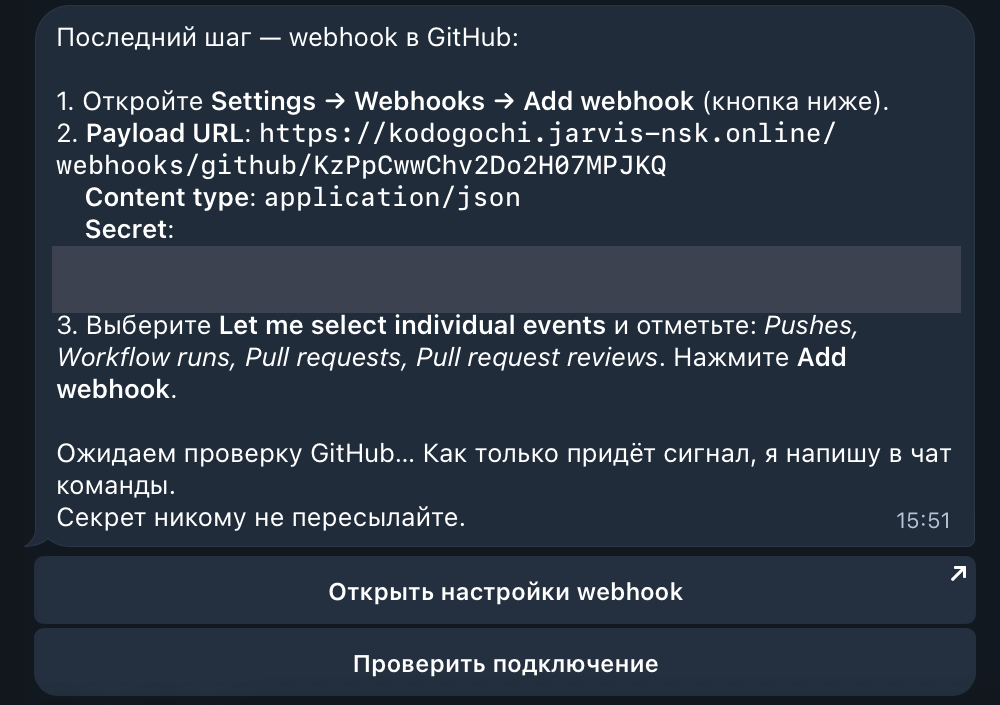 Последний шаг — webhook в GitHub:
1. Откройте Settings → Webhooks → Add webhook (кнопка ниже).
2. Payload URL: https://kodogochi.jarvis-nsk.online/
webhooks/github/KzPpCwwChv2Do2H07MPJKQ
Content type: application/json
Secret:
3. Выберите Let me select individual events и отметьте: Pushes,
Workflow runs, Pull requests, Pull request reviews. Нажмите Add
webhook.
Ожидаем проверку GitHub... Как только придёт сигнал, я напишу в чат
команды.
Секрет никому не пересылайте.
15:51
Открыть настройки webhook
Проверить подключение